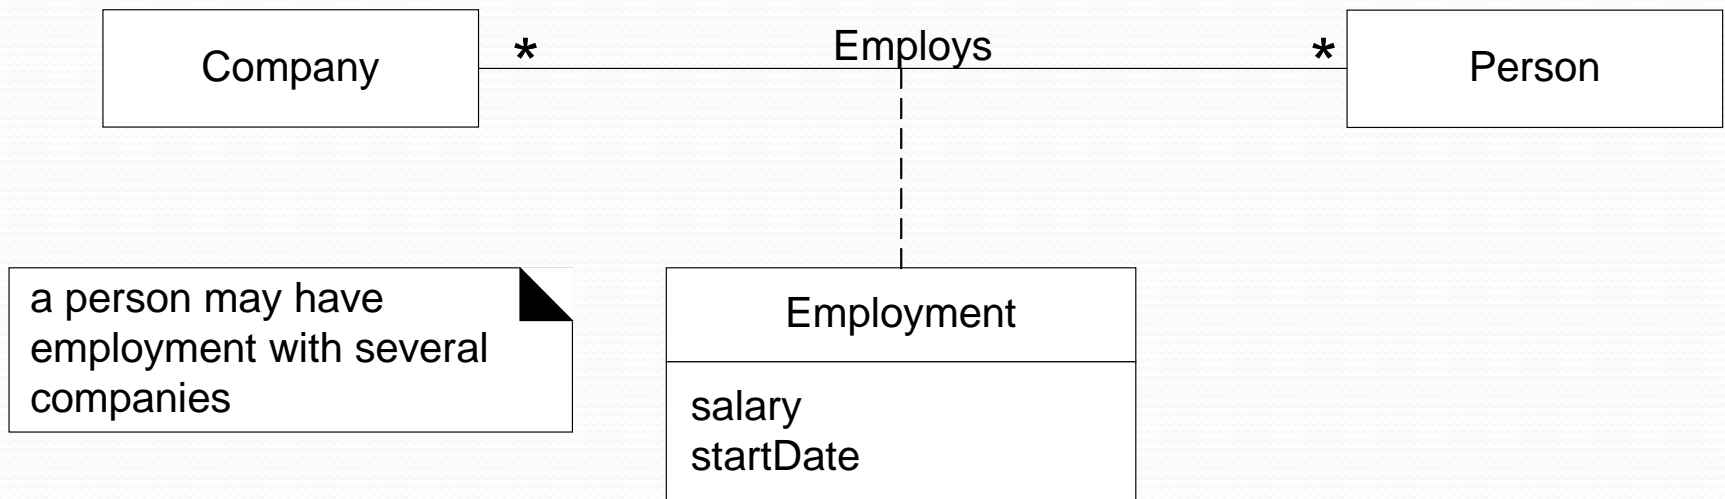 Company
*
Employs
*
Person
a person may have
employment with several
companies
Employment
salary
startDate